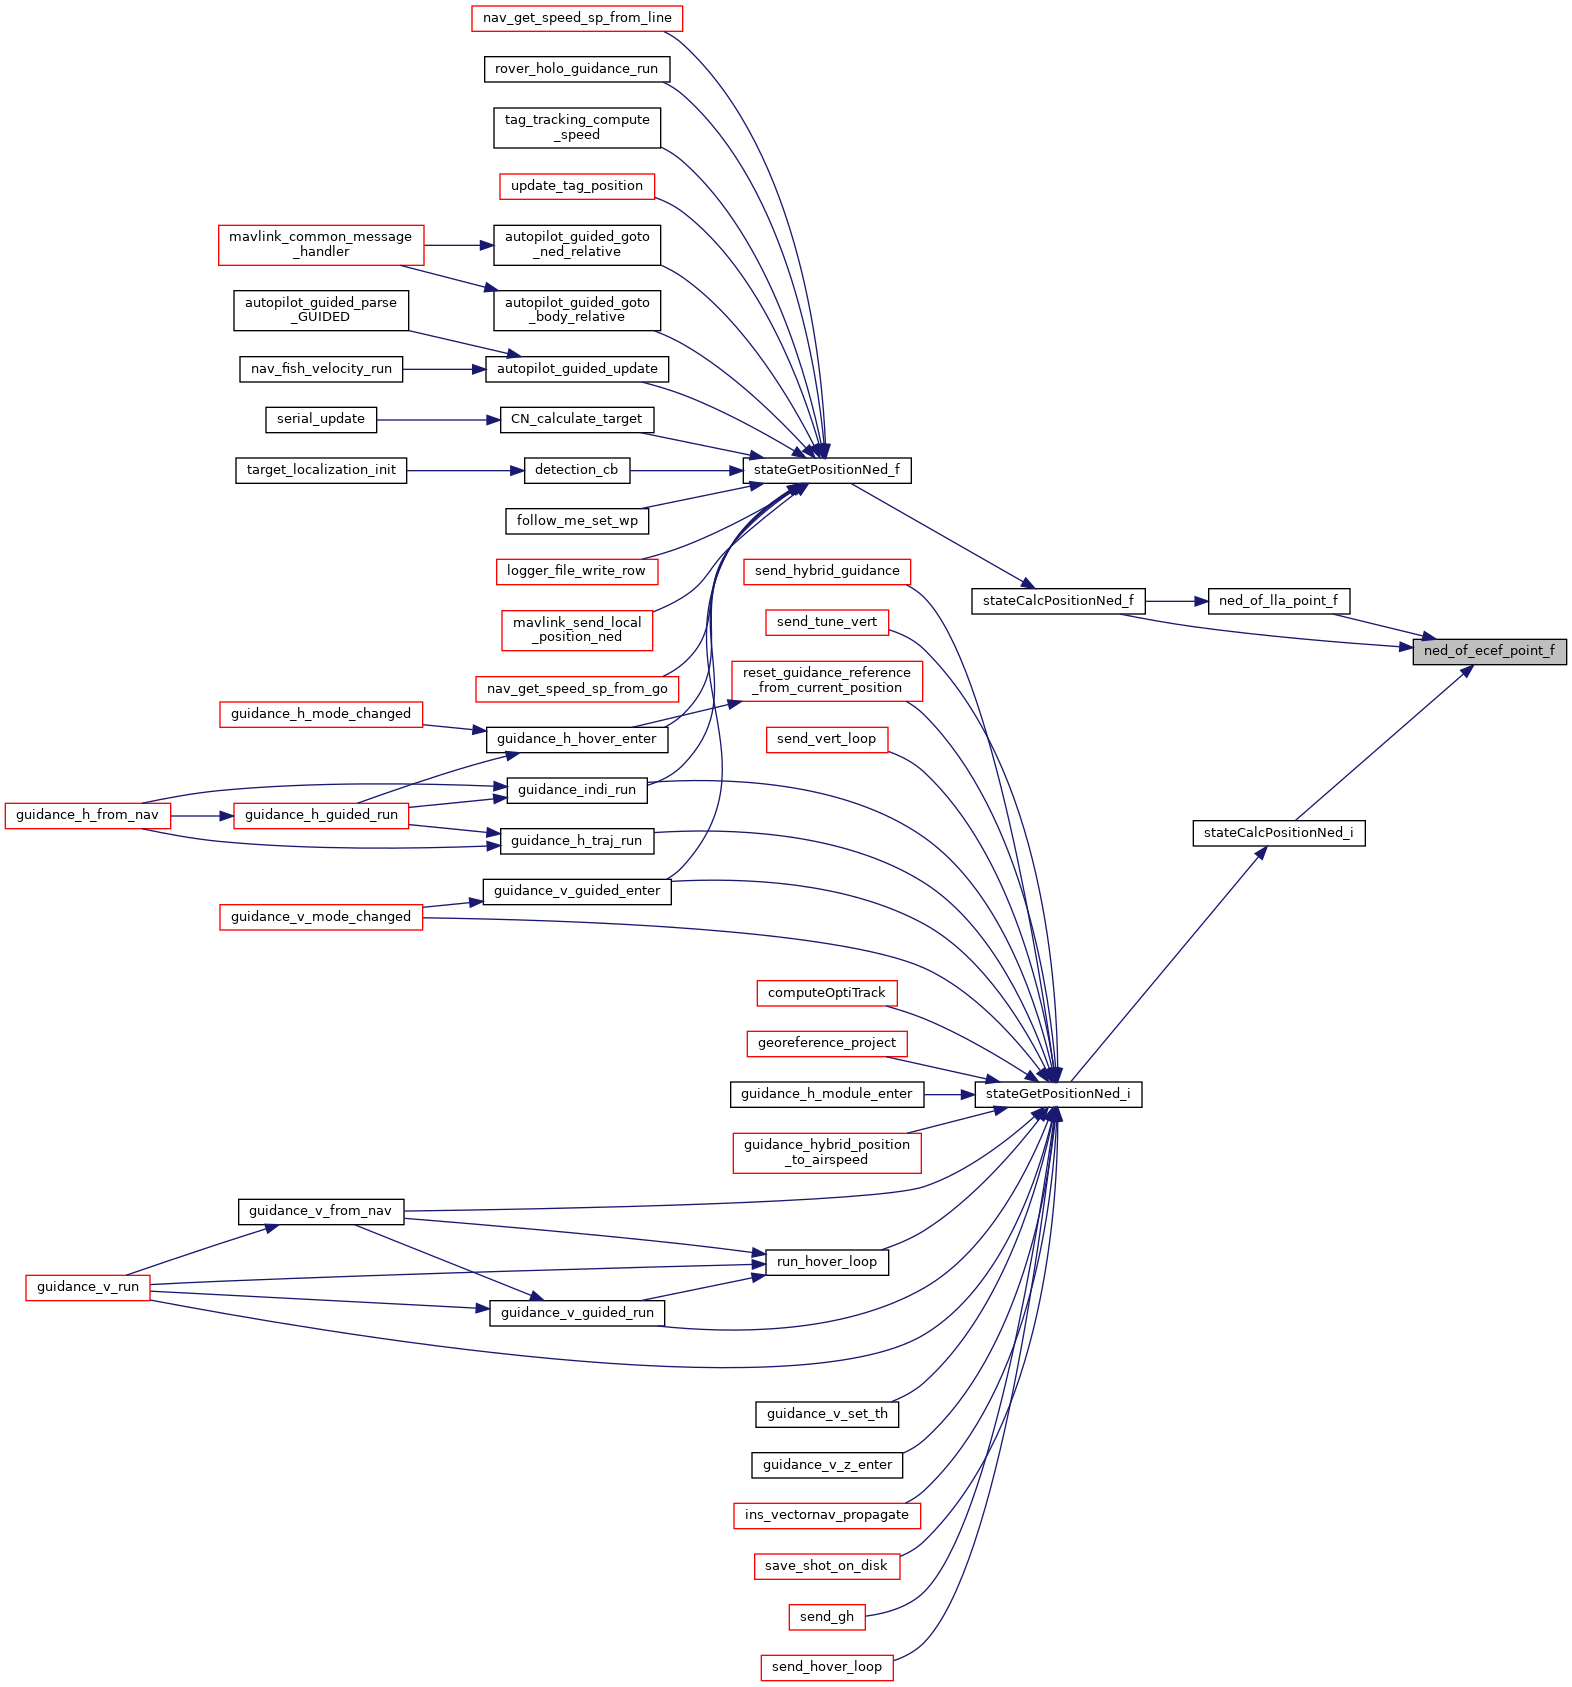 nav_get_speed_sp_from_line
rover_holo_guidance_run
tag_tracking_compute
_speed
update_tag_position
mavlink_common_message
_handler
autopilot_guided_goto
_ned_relative
autopilot_guided_parse
_GUIDED
autopilot_guided_goto
_body_relative
nav_fish_velocity_run
autopilot_guided_update
serial_update
CN_calculate_target
target_localization_init
detection_cb
stateGetPositionNed_f
follow_me_set_wp
logger_file_write_row
send_hybrid_guidance
stateCalcPositionNed_f
ned_of_lla_point_f
mavlink_send_local
_position_ned
send_tune_vert
ned_of_ecef_point_f
nav_get_speed_sp_from_go
reset_guidance_reference
_from_current_position
guidance_h_mode_changed
guidance_h_hover_enter
send_vert_loop
guidance_indi_run
guidance_h_from_nav
guidance_h_guided_run
guidance_h_traj_run
stateCalcPositionNed_i
guidance_v_guided_enter
guidance_v_mode_changed
computeOptiTrack
georeference_project
guidance_h_module_enter
stateGetPositionNed_i
guidance_hybrid_position
_to_airspeed
guidance_v_from_nav
run_hover_loop
guidance_v_run
guidance_v_guided_run
guidance_v_set_th
guidance_v_z_enter
ins_vectornav_propagate
save_shot_on_disk
send_gh
send_hover_loop